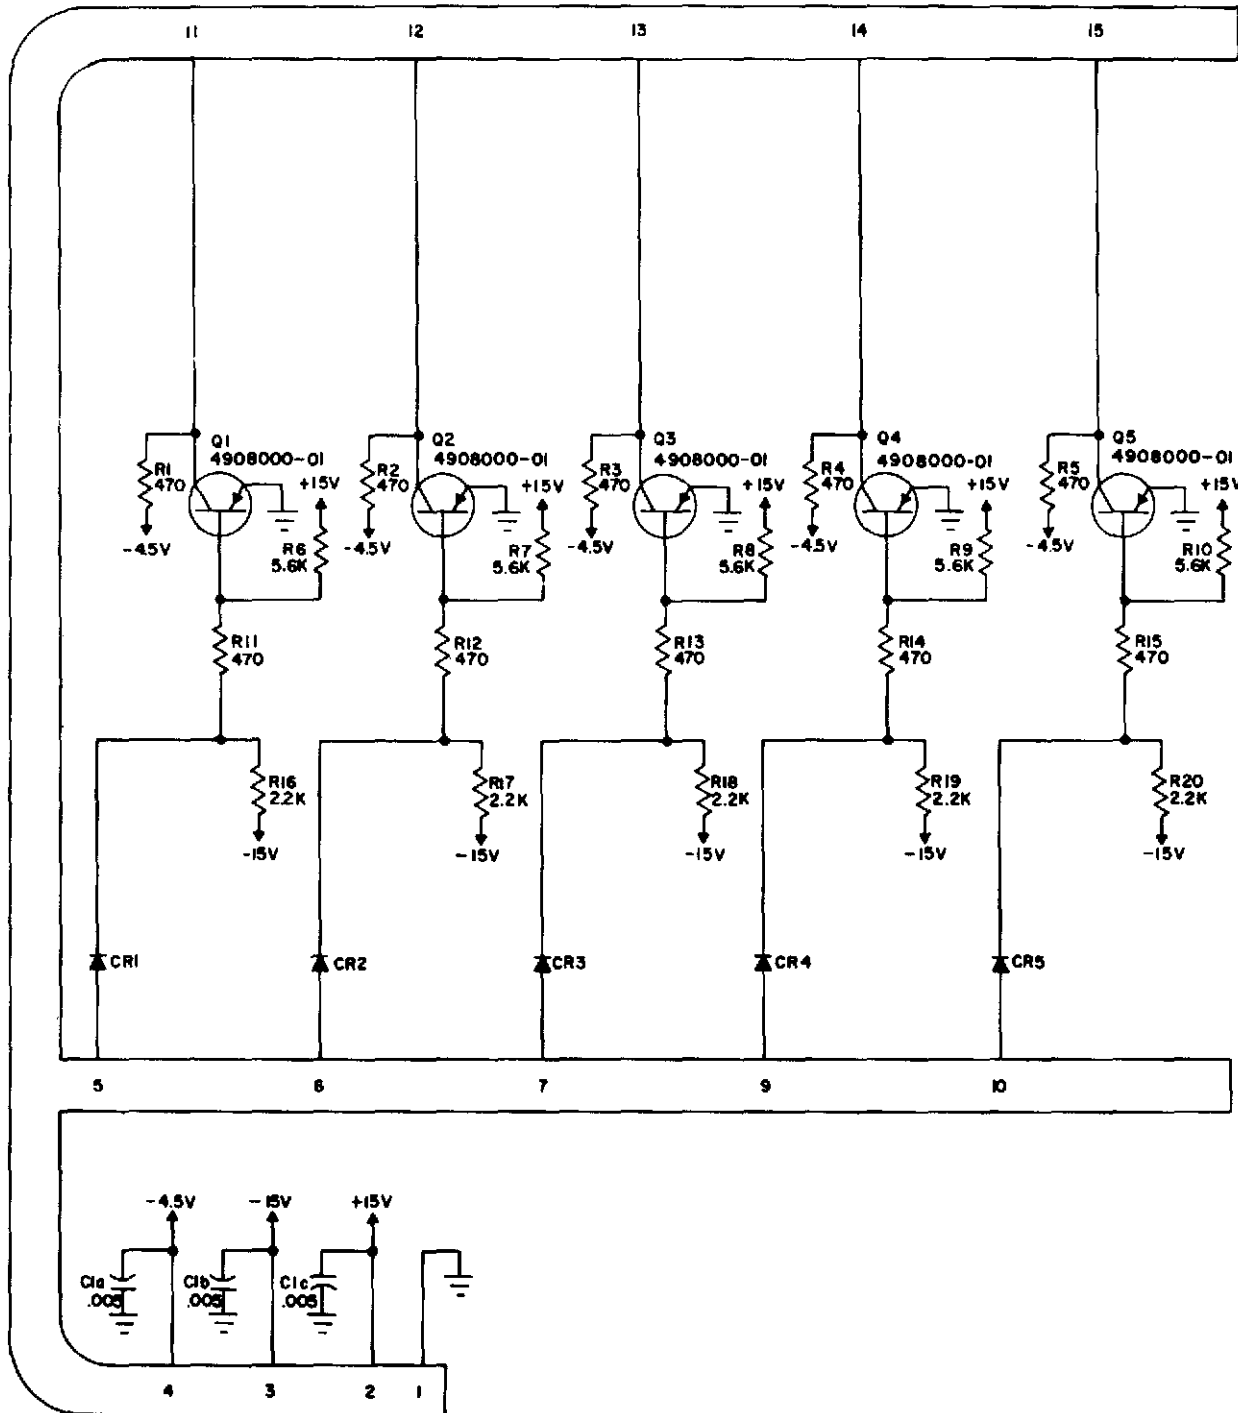 11 12 13 14 15
Q1 Q2 Q3 Q4 Q5
4908000-01 4908000-01 4908000-01 4908000-01 4908000-01
R1 R2 R3 R4 R5
470 470 470 470 470
+15V +15V +15V +15V +15V
-4.5V -4.5V -4.5V -4.5V -4.5V
R6 R7 R8 R9 R10
5.6K 5.6K 5.6K 5.6K 5.6K
R11 R12 R13 R14 R15
470 470 470 470 470
R16 R17 R18 R19 R20
2.2K 2.2K 2.2K 2.2K 2.2K
-15V -15V -15V -15V -15V
CR1 CR2 CR3 CR4 CR5
5 6 7 9 10
-4.5V -15V +15V
C1a C1b C1c
.005 .005 .005
4 3 2 1